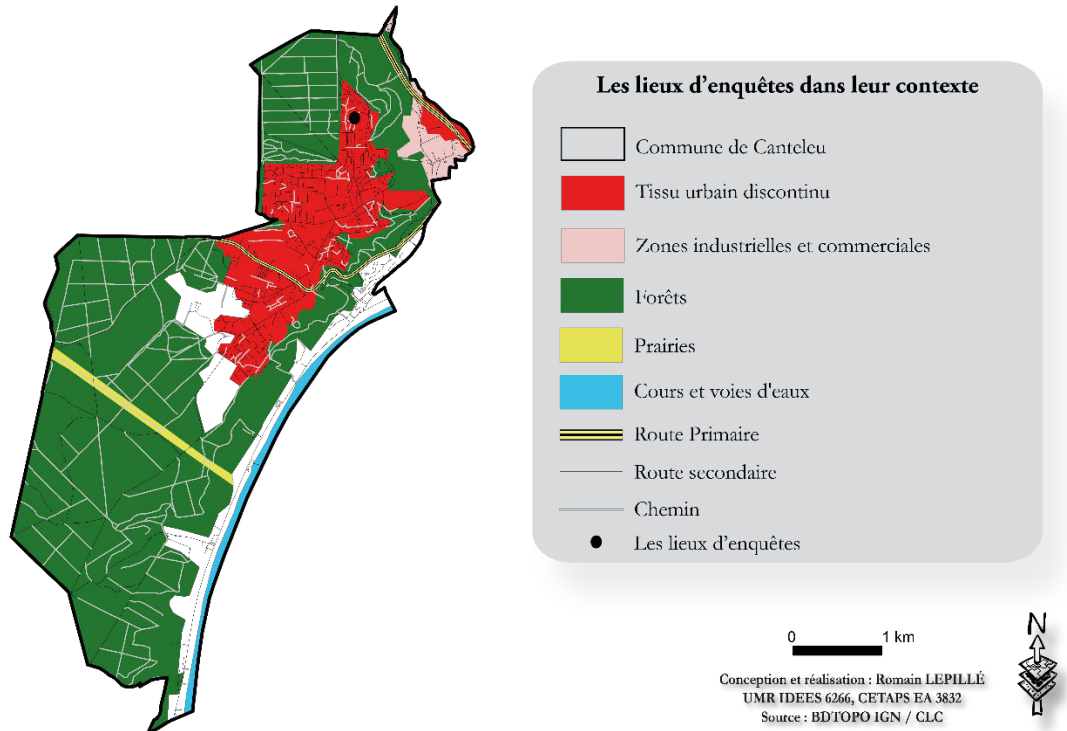 Les lieux d'enquêtes dans leur contexte
Commune de Canteleu
Tissu urbain discontinu
Zones industrielles et commerciales
Forêts
Prairies
Cours et voies d'eaux
Route Primaire
Route secondaire
Chemin
Les lieux d'enquêtes
0 1 km
N
Conception et réalisation : Romain LEPILLÉ
UMR IDEES 6266, CETAPS EA 3832
Source : BDTOPO IGN / CLC